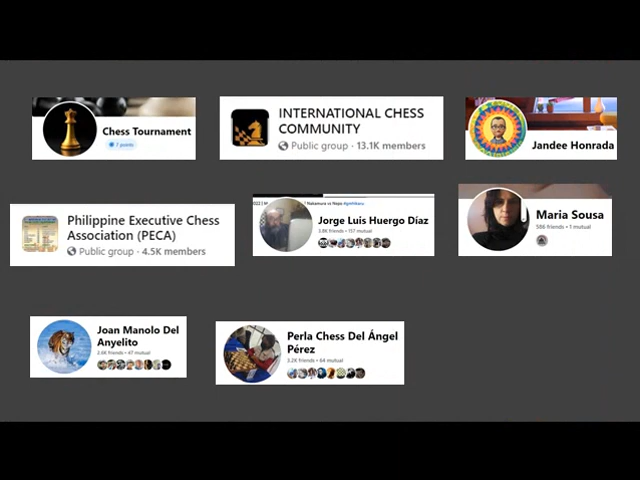 Chess Tournament
7 points
INTERNATIONAL CHESS
COMMUNITY
Public group · 13.1K members
Jandee Honrada
Philippine Executive Chess
Association (PECA)
Public group · 4.5K members
Nakamura vs Nepo
Jorge Luis Huergo Díaz
3.8K friends • 157 mutual
Maria Sousa
586 friends • 1 mutual
Joan Manolo Del
Anyelito
2.6K friends • 47 mutual
Perla Chess Del Ángel
Pérez
3.2K friends • 64 mutual